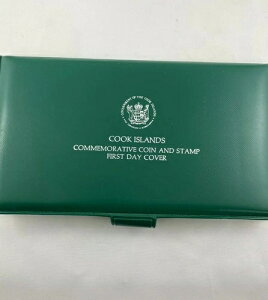 COOK ISLANDS
COMMEMORATIVE COIN AND STAMP
FIRST DAY COVER